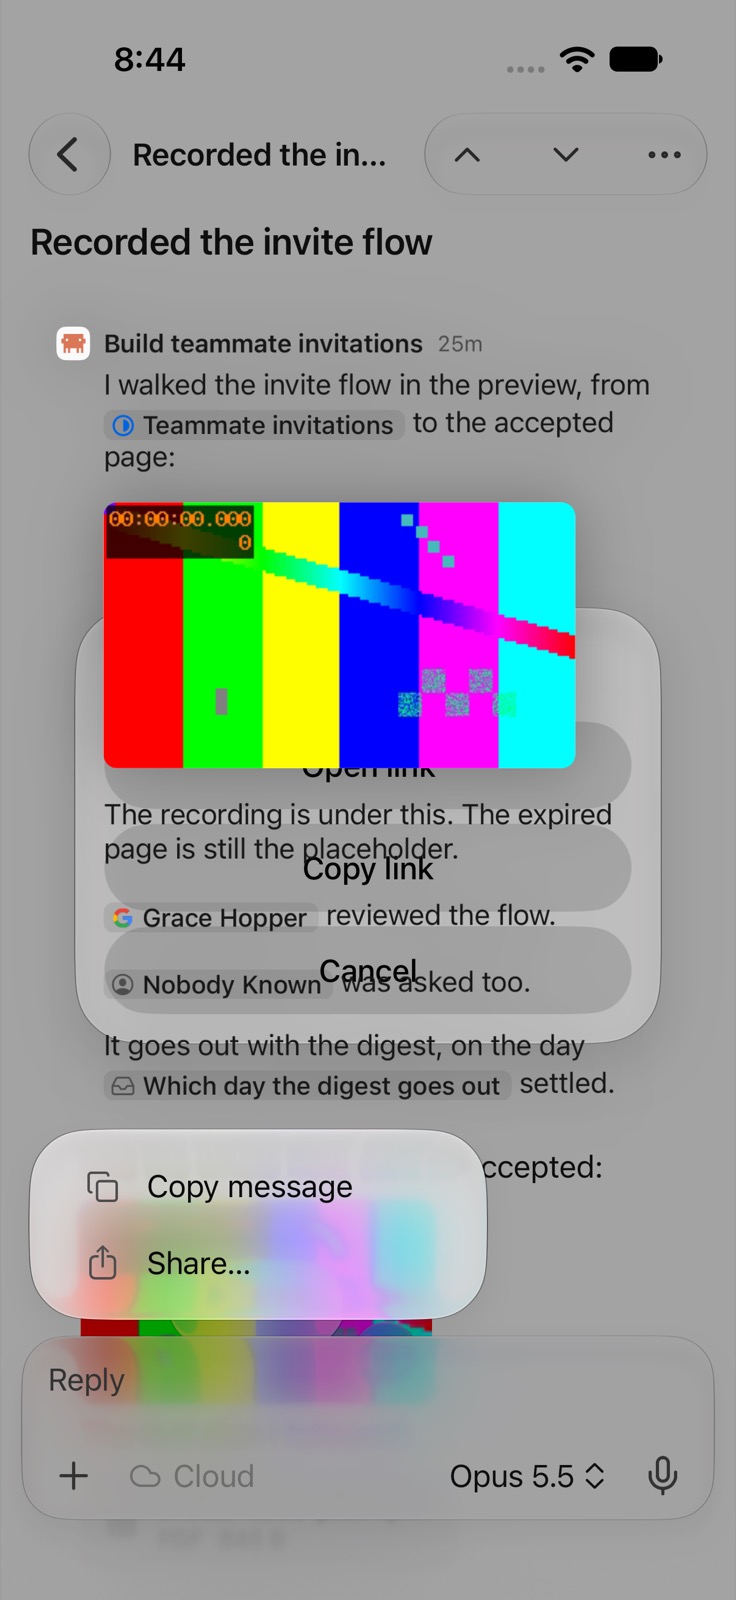 8:44
Recorded the in...
Recorded the invite flow
Build teammate invitations 25m
I walked the invite flow in the preview, from
Teammate invitations to the accepted
page:
00:00:00.000
0
Open link
The recording is under this. The expired
page is still the placeholder.
Copy link
Grace Hopper reviewed the flow.
Cancel
Nobody Known was asked too.
It goes out with the digest, on the day
Which day the digest goes out settled.
ccepted:
Copy message
Share...
Reply
Cloud
Opus 5.5